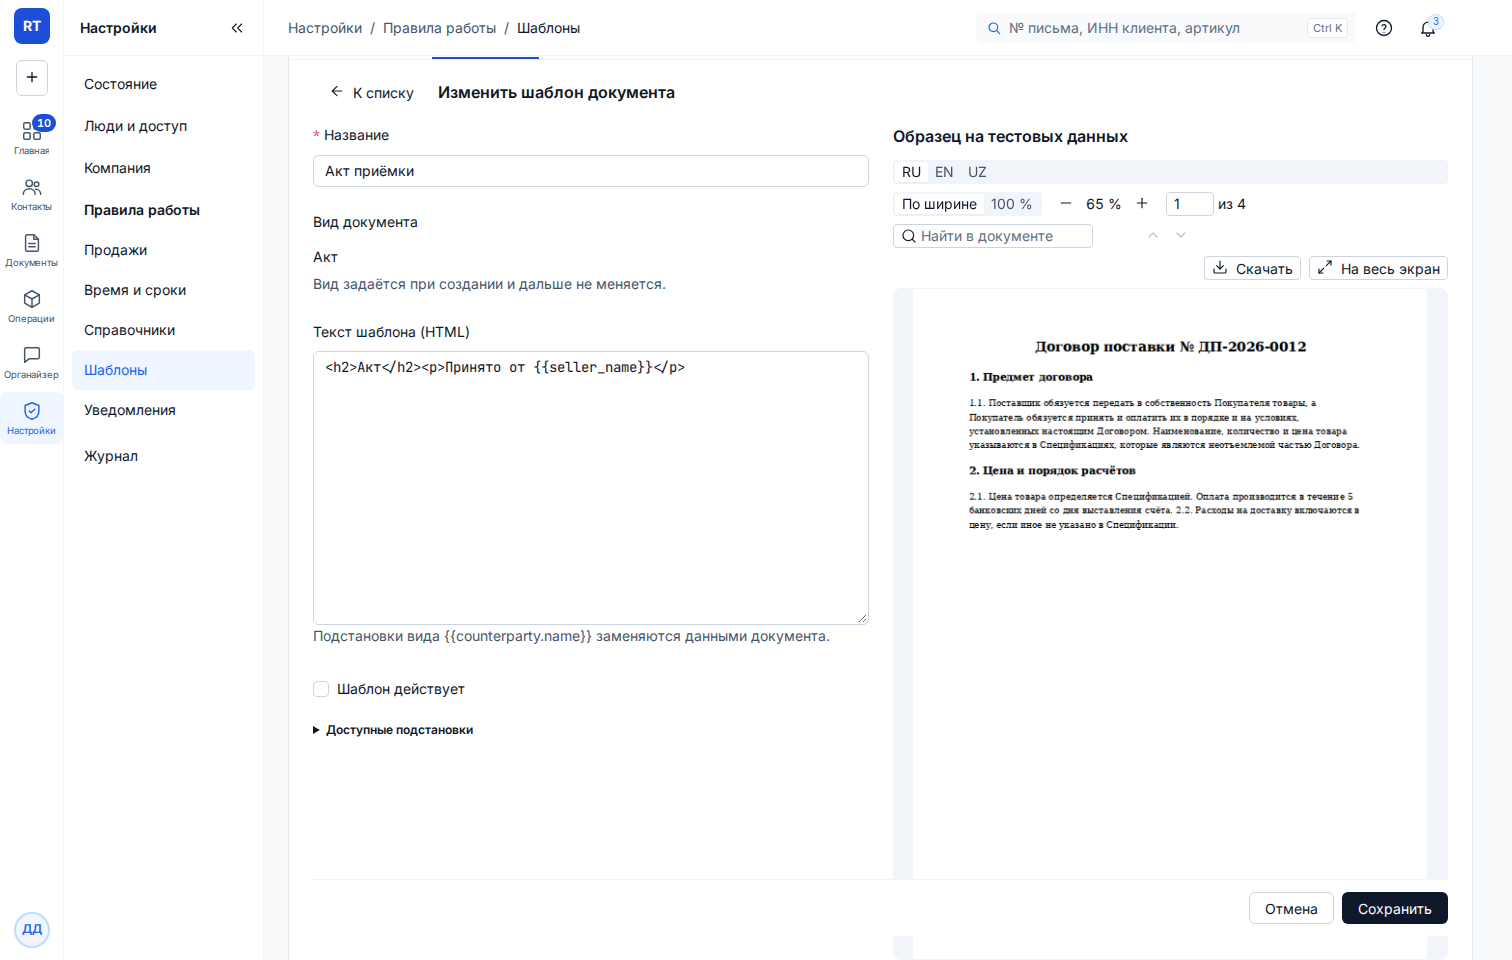 RT
10
Главная
Контакты
Документы
Операции
Органайзер
Настройки
ДД
Настройки
Состояние
Люди и доступ
Компания
Правила работы
Продажи
Время и сроки
Справочники
Шаблоны
Уведомления
Журнал
Настройки / Правила работы / Шаблоны
№ письма, ИНН клиента, артикул
Ctrl K
3
К списку
Изменить шаблон документа
* Название
Акт приёмки
Вид документа
Акт
Вид задаётся при создании и дальше не меняется.
Текст шаблона (HTML)
<h2>Акт</h2><p>Принято от {{seller_name}}</p>
Подстановки вида {{counterparty.name}} заменяются данными документа.
Шаблон действует
Доступные подстановки
Образец на тестовых данных
RU EN UZ
По ширине 100 % 65 % 1 из 4
Найти в документе
Скачать
На весь экран
Договор поставки № ДП-2026-0012
1. Предмет договора
1.1. Поставщик обязуется передать в собственность Покупателя товары, а
Покупатель обязуется принять и оплатить их в порядке и на условиях,
установленных настоящим Договором. Наименование, количество и цена товара
указываются в Спецификациях, которые являются неотъемлемой частью Договора.
2. Цена и порядок расчётов
2.1. Цена товара определяется Спецификацией. Оплата производится в течение 5
банковских дней со дня выставления счёта. 2.2. Расходы на доставку включаются в
цену, если иное не указано в Спецификации.
Отмена
Сохранить